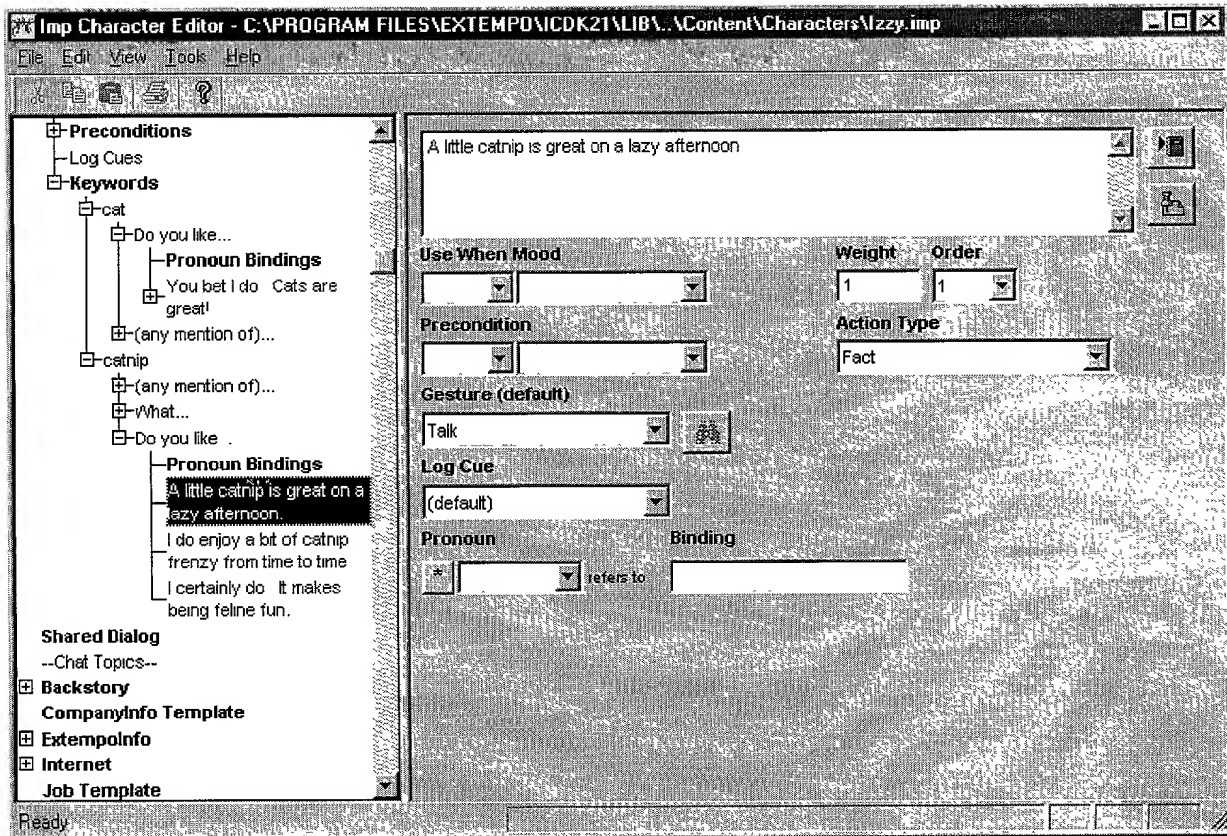 Imp Character Editor - C:\PROGRAM FILES\EXTEMPO\ICDK21\LIB\..\Content\Characters\Izzy.imp
File Edit View Tools Help
Preconditions
Log Cues
Keywords
cat
Do you like...
Pronoun Bindings
You bet I do Cats are
great!
(any mention of)...
catnip
(any mention of)...
What...
Do you like .
Pronoun Bindings
A little catnip is great on a
lazy afternoon.
I do enjoy a bit of catnip
frenzy from time to time
I certainly do It makes
being feline fun.
Shared Dialog
--Chat Topics--
Backstory
CompanyInfo Template
ExtempoInfo
Internet
Job Template
A little catnip is great on a lazy afternoon
Use When Mood
Weight Order
1 1
Precondition
Action Type
Fact
Gesture (default)
Talk
Log Cue
(default)
Pronoun Binding
* refers to
Ready